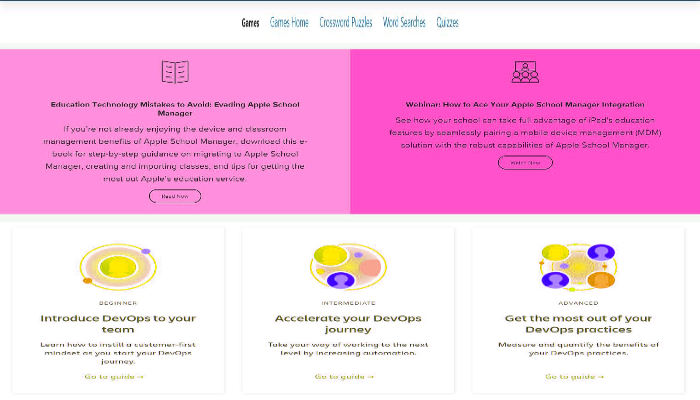 Games Games Home Crossword Puzzles Word Searches Quizzes
Education Technology Mistakes to Avoid: Evading Apple School
Manager
If you're not already enjoying the device and classroom
management benefits of Apple School Manager, download this e-
book for step-by-step guidance on migrating to Apple School
Manager, creating and importing classes, and tips for getting the
most out Apple's education service.
Read Now
Webinar: How to Ace Your Apple School Manager Integration
See how your school can take full advantage of iPad's education
features by seamlessly pairing a mobile device management (MDM)
solution with the robust capabilities of Apple School Manager.
Watch Now
BEGINNER
Introduce DevOps to your
team
Learn how to instill a customer-first
mindset as you start your DevOps
journey.
Go to guide →
INTERMEDIATE
Accelerate your DevOps
journey
Take your way of working to the next
level by increasing automation.
Go to guide →
ADVANCED
Get the most out of your
DevOps practices
Measure and quantify the benefits of
your DevOps practices.
Go to guide →